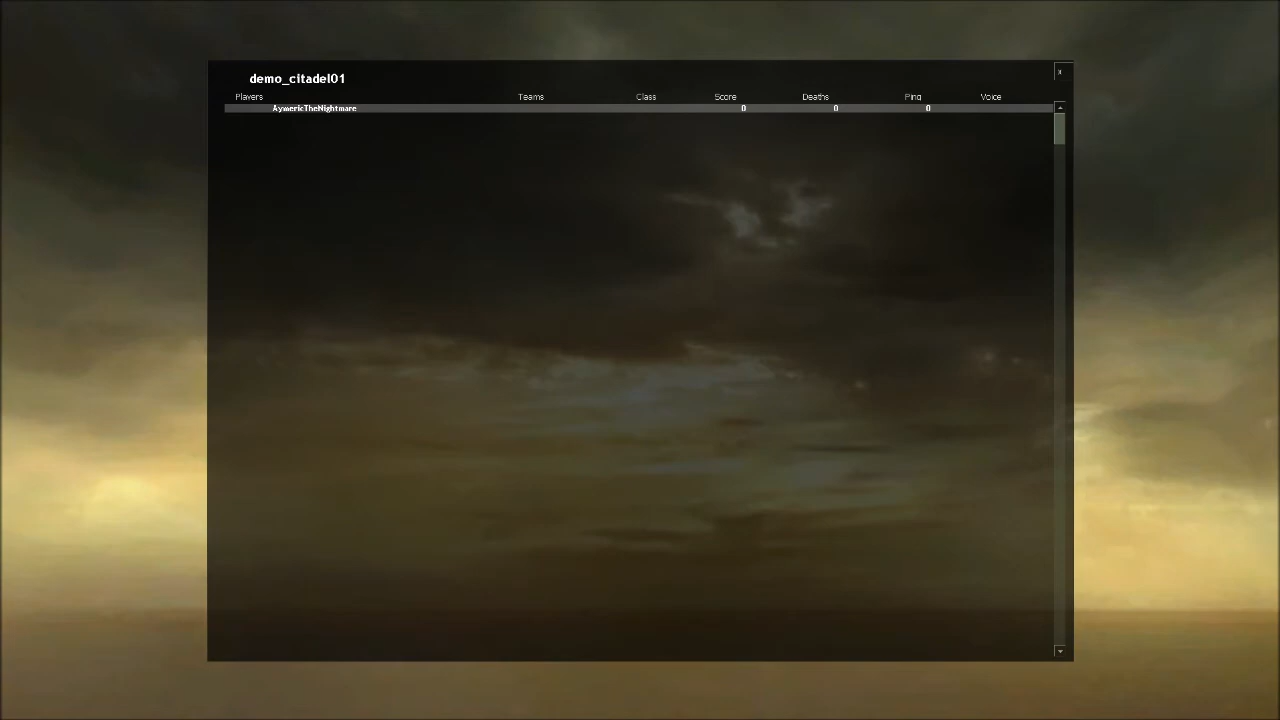 demo_citadel01
x
Players Teams Class Score Deaths Ping Voice
AymericTheNightmare 0 0 0